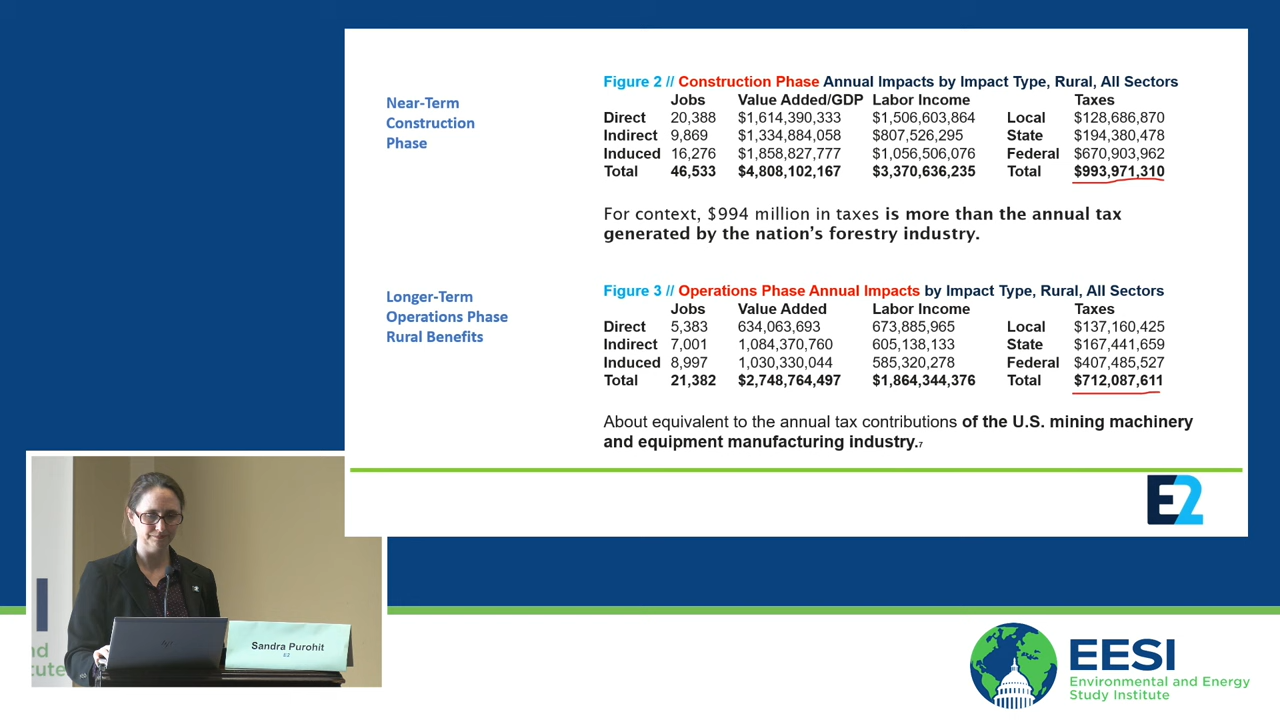 Near-Term
Construction
Phase
Figure 2 // Construction Phase Annual Impacts by Impact Type, Rural, All Sectors
Jobs Value Added/GDP Labor Income Taxes
Direct 20,388 $1,614,390,333 $1,506,603,864 Local $128,686,870
Indirect 9,869 $1,334,884,058 $807,526,295 State $194,380,478
Induced 16,276 $1,858,827,777 $1,056,506,076 Federal $670,903,962
Total 46,533 $4,808,102,167 $3,370,636,235 Total $993,971,310
For context, $994 million in taxes is more than the annual tax
generated by the nation's forestry industry.
Longer-Term
Operations Phase
Rural Benefits
Figure 3 // Operations Phase Annual Impacts by Impact Type, Rural, All Sectors
Jobs Value Added Labor Income Taxes
Direct 5,383 634,063,693 673,885,965 Local $137,160,425
Indirect 7,001 1,084,370,760 605,138,133 State $167,441,659
Induced 8,997 1,030,330,044 585,320,278 Federal $407,485,527
Total 21,382 $2,748,764,497 $1,864,344,376 Total $712,087,611
About equivalent to the annual tax contributions of the U.S. mining machinery
and equipment manufacturing industry.7
E2
Sandra Purohit
E2
EESI
Environmental and Energy
Study Institute